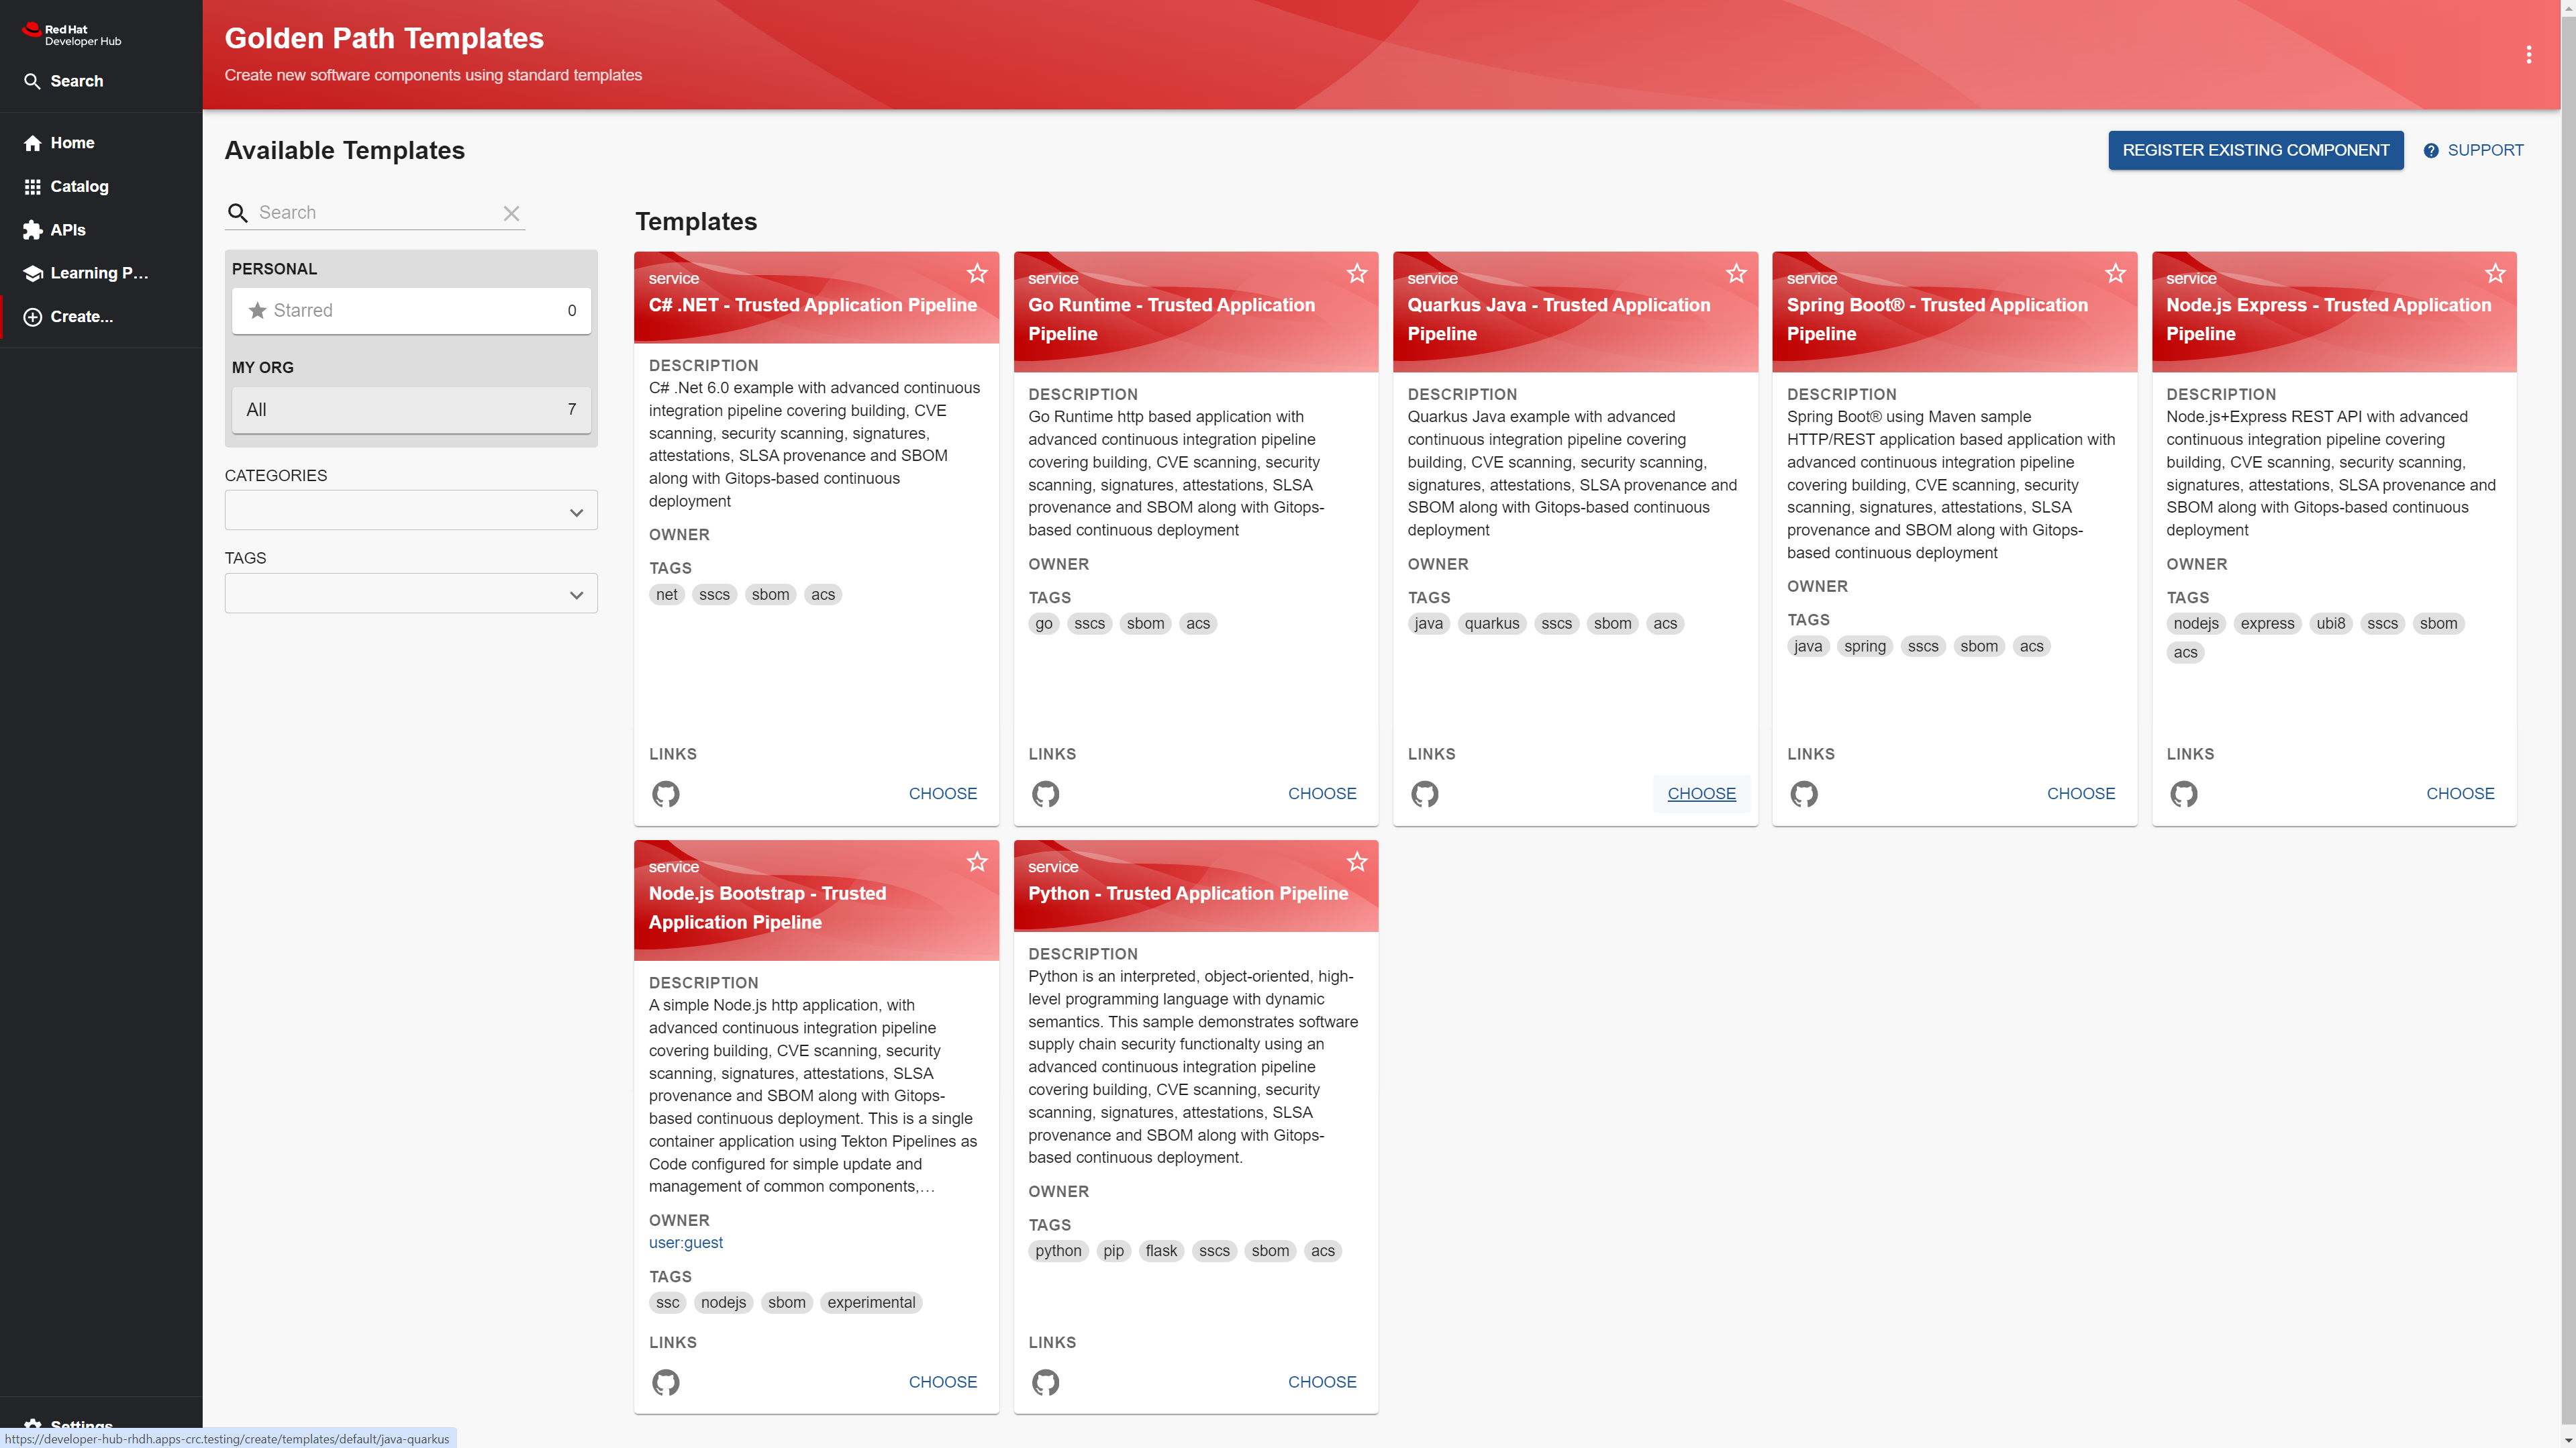 Red Hat
Developer Hub
Search
Home
Catalog
APIs
Learning P...
Create...
Settings
Golden Path Templates
Create new software components using standard templates
Available Templates
REGISTER EXISTING COMPONENT
SUPPORT
Search
PERSONAL
Starred 0
MY ORG
All 7
CATEGORIES
TAGS
Templates
service
C# .NET - Trusted Application Pipeline
DESCRIPTION
C# .Net 6.0 example with advanced continuous
integration pipeline covering building, CVE
scanning, security scanning, signatures,
attestations, SLSA provenance and SBOM
along with Gitops-based continuous
deployment
OWNER
TAGS
net sscs sbom acs
LINKS
CHOOSE
service
Go Runtime - Trusted Application
Pipeline
DESCRIPTION
Go Runtime http based application with
advanced continuous integration pipeline
covering building, CVE scanning, security
scanning, signatures, attestations, SLSA
provenance and SBOM along with Gitops-
based continuous deployment
OWNER
TAGS
go sscs sbom acs
LINKS
CHOOSE
service
Quarkus Java - Trusted Application
Pipeline
DESCRIPTION
Quarkus Java example with advanced
continuous integration pipeline covering
building, CVE scanning, security scanning,
signatures, attestations, SLSA provenance and
SBOM along with Gitops-based continuous
deployment
OWNER
TAGS
java quarkus sscs sbom acs
LINKS
CHOOSE
service
Spring Boot® - Trusted Application
Pipeline
DESCRIPTION
Spring Boot® using Maven sample
HTTP/REST application based application with
advanced continuous integration pipeline
covering building, CVE scanning, security
scanning, signatures, attestations, SLSA
provenance and SBOM along with Gitops-
based continuous deployment
OWNER
TAGS
java spring sscs sbom acs
LINKS
CHOOSE
service
Node.js Express - Trusted Application
Pipeline
DESCRIPTION
Node.js+Express REST API with advanced
continuous integration pipeline covering
building, CVE scanning, security scanning,
signatures, attestations, SLSA provenance and
SBOM along with Gitops-based continuous
deployment
OWNER
TAGS
nodejs express ubi8 sscs sbom
acs
LINKS
CHOOSE
service
Node.js Bootstrap - Trusted
Application Pipeline
DESCRIPTION
A simple Node.js http application, with
advanced continuous integration pipeline
covering building, CVE scanning, security
scanning, signatures, attestations, SLSA
provenance and SBOM along with Gitops-
based continuous deployment. This is a single
container application using Tekton Pipelines as
Code configured for simple update and
management of common components,...
OWNER
user:guest
TAGS
ssc nodejs sbom experimental
LINKS
CHOOSE
service
Python - Trusted Application Pipeline
DESCRIPTION
Python is an interpreted, object-oriented, high-
level programming language with dynamic
semantics. This sample demonstrates software
supply chain security functionalty using an
advanced continuous integration pipeline
covering building, CVE scanning, security
scanning, signatures, attestations, SLSA
provenance and SBOM along with Gitops-
based continuous deployment.
OWNER
TAGS
python pip flask sscs sbom acs
LINKS
CHOOSE
https://developer-hub-rhdh.apps-crc.testing/create/templates/default/java-quarkus